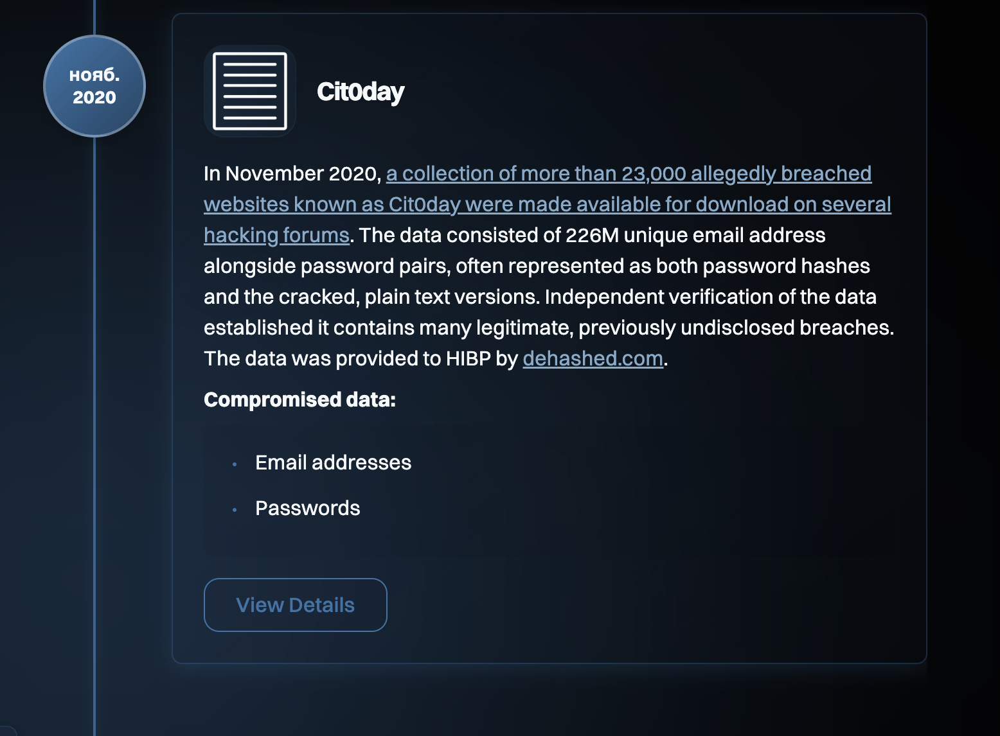 нояб.
2020
Cit0day
In November 2020, a collection of more than 23,000 allegedly breached
websites known as Cit0day were made available for download on several
hacking forums. The data consisted of 226M unique email address
alongside password pairs, often represented as both password hashes
and the cracked, plain text versions. Independent verification of the data
established it contains many legitimate, previously undisclosed breaches.
The data was provided to HIBP by dehashed.com.
Compromised data:
• Email addresses
• Passwords
View Details